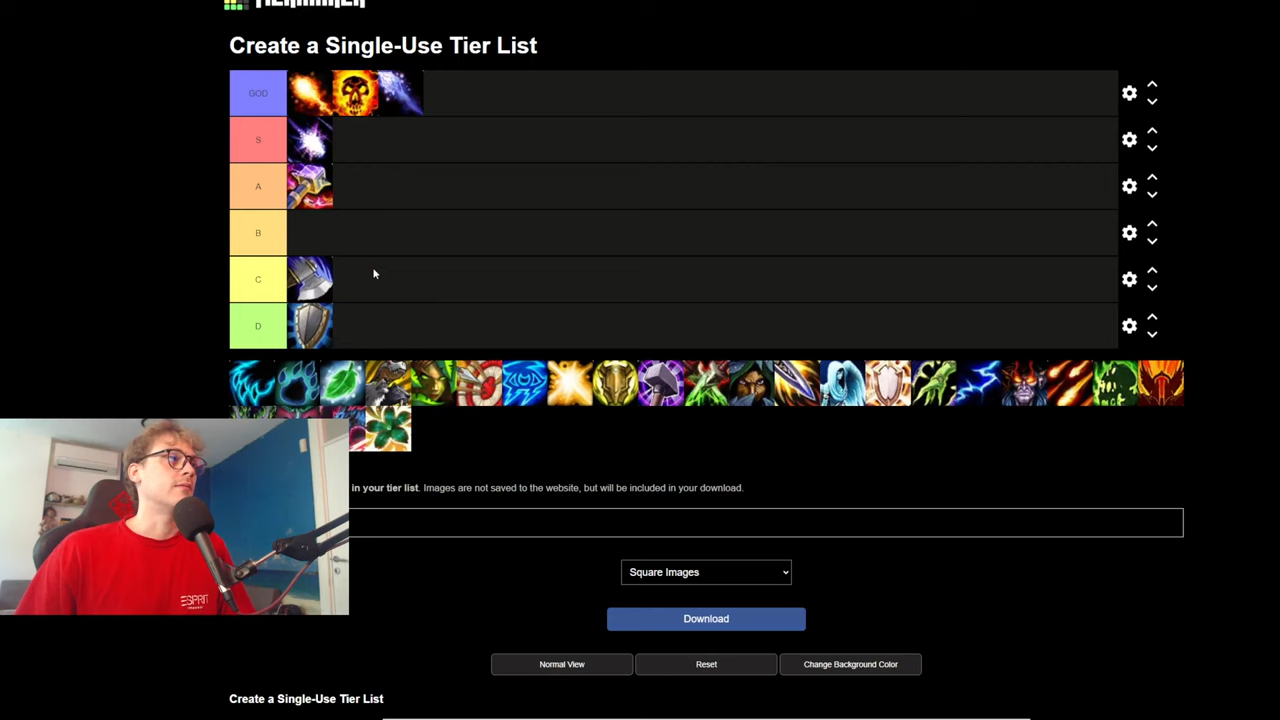 TIERMAKER
Create a Single-Use Tier List
GOD
S
A
B
C
D
in your tier list. Images are not saved to the website, but will be included in your download.
Square Images
Download
Normal View
Reset
Change Background Color
ESPRIT
Create a Single-Use Tier List